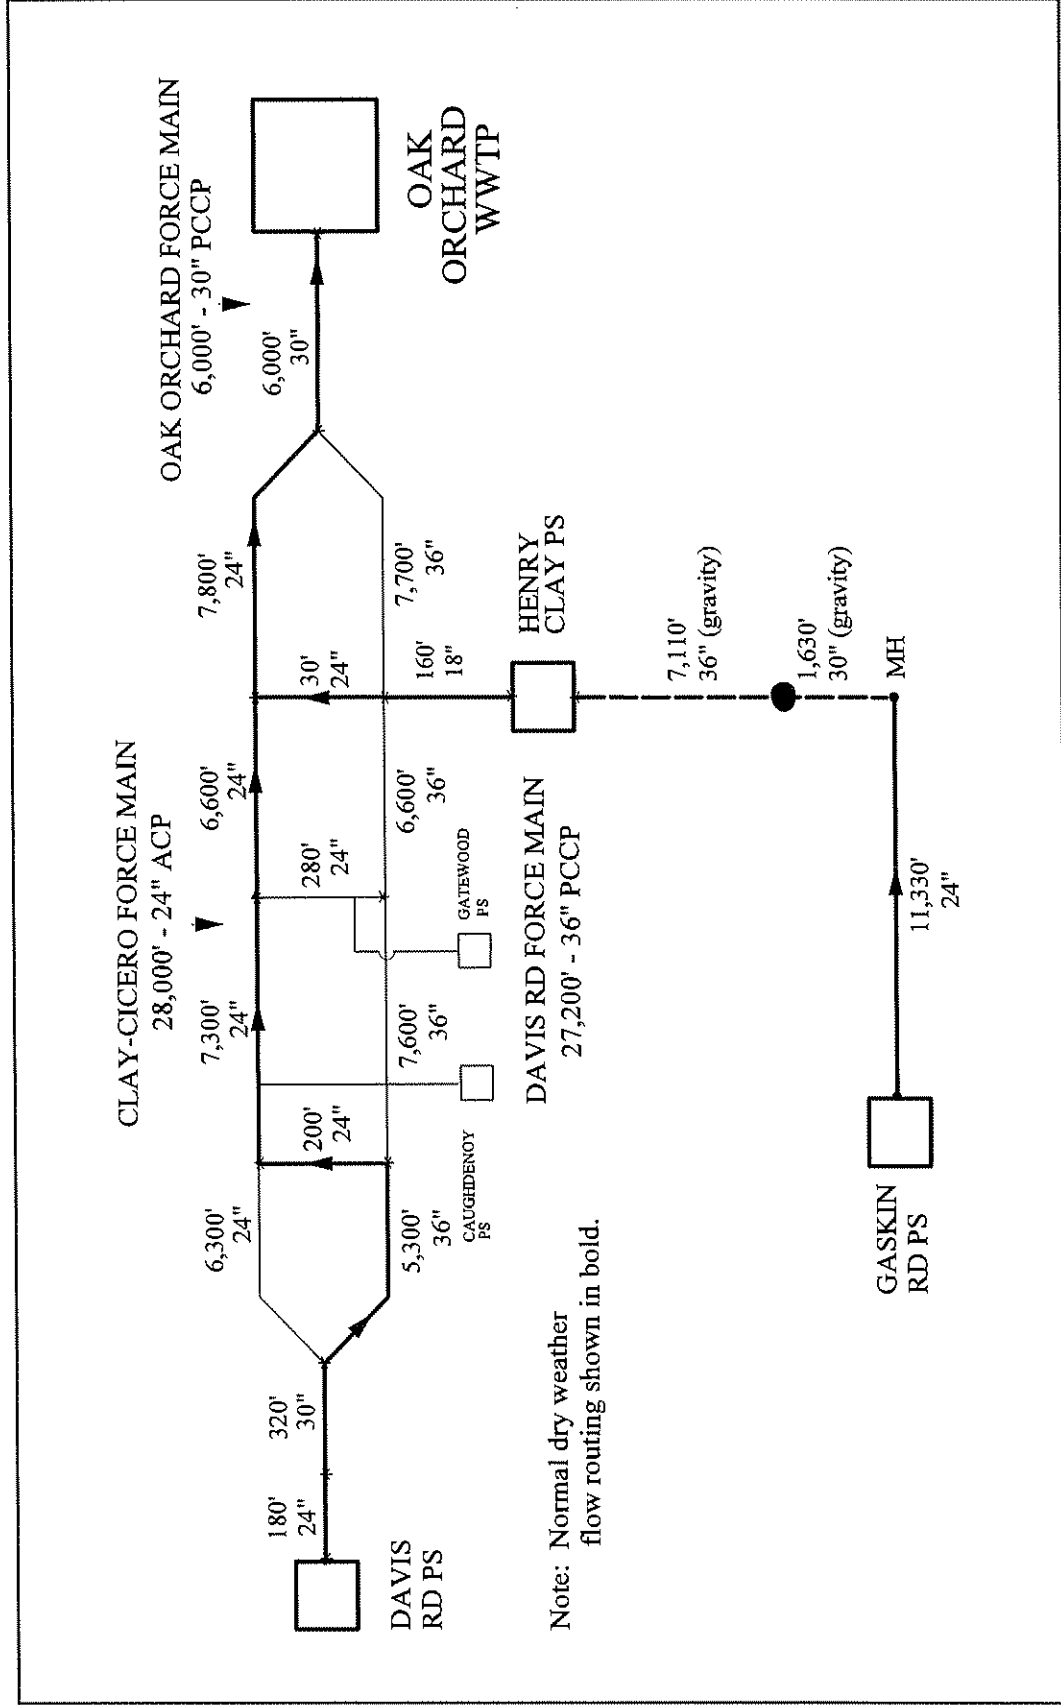 OAK ORCHARD FORCE MAIN
6,000' - 30" PCCP
CLAY-CICERO FORCE MAIN
28,000' - 24" ACP
180'
24"
320'
30"
6,300'
24"
200'
24"
7,300'
24"
280'
24"
6,600'
24"
30'
24"
7,800'
24"
6,000'
30"
DAVIS
RD PS
5,300'
36"
CAUGHDENOY
PS
7,600'
36"
GATEWOOD
PS
6,600'
36"
160'
18"
7,700'
36"
OAK
ORCHARD
WWTP
DAVIS RD FORCE MAIN
27,200' - 36" PCCP
HENRY
CLAY PS
Note: Normal dry weather
flow routing shown in bold.
7,110'
36" (gravity)
1,630'
30" (gravity)
MH
GASKIN
RD PS
11,330'
24"